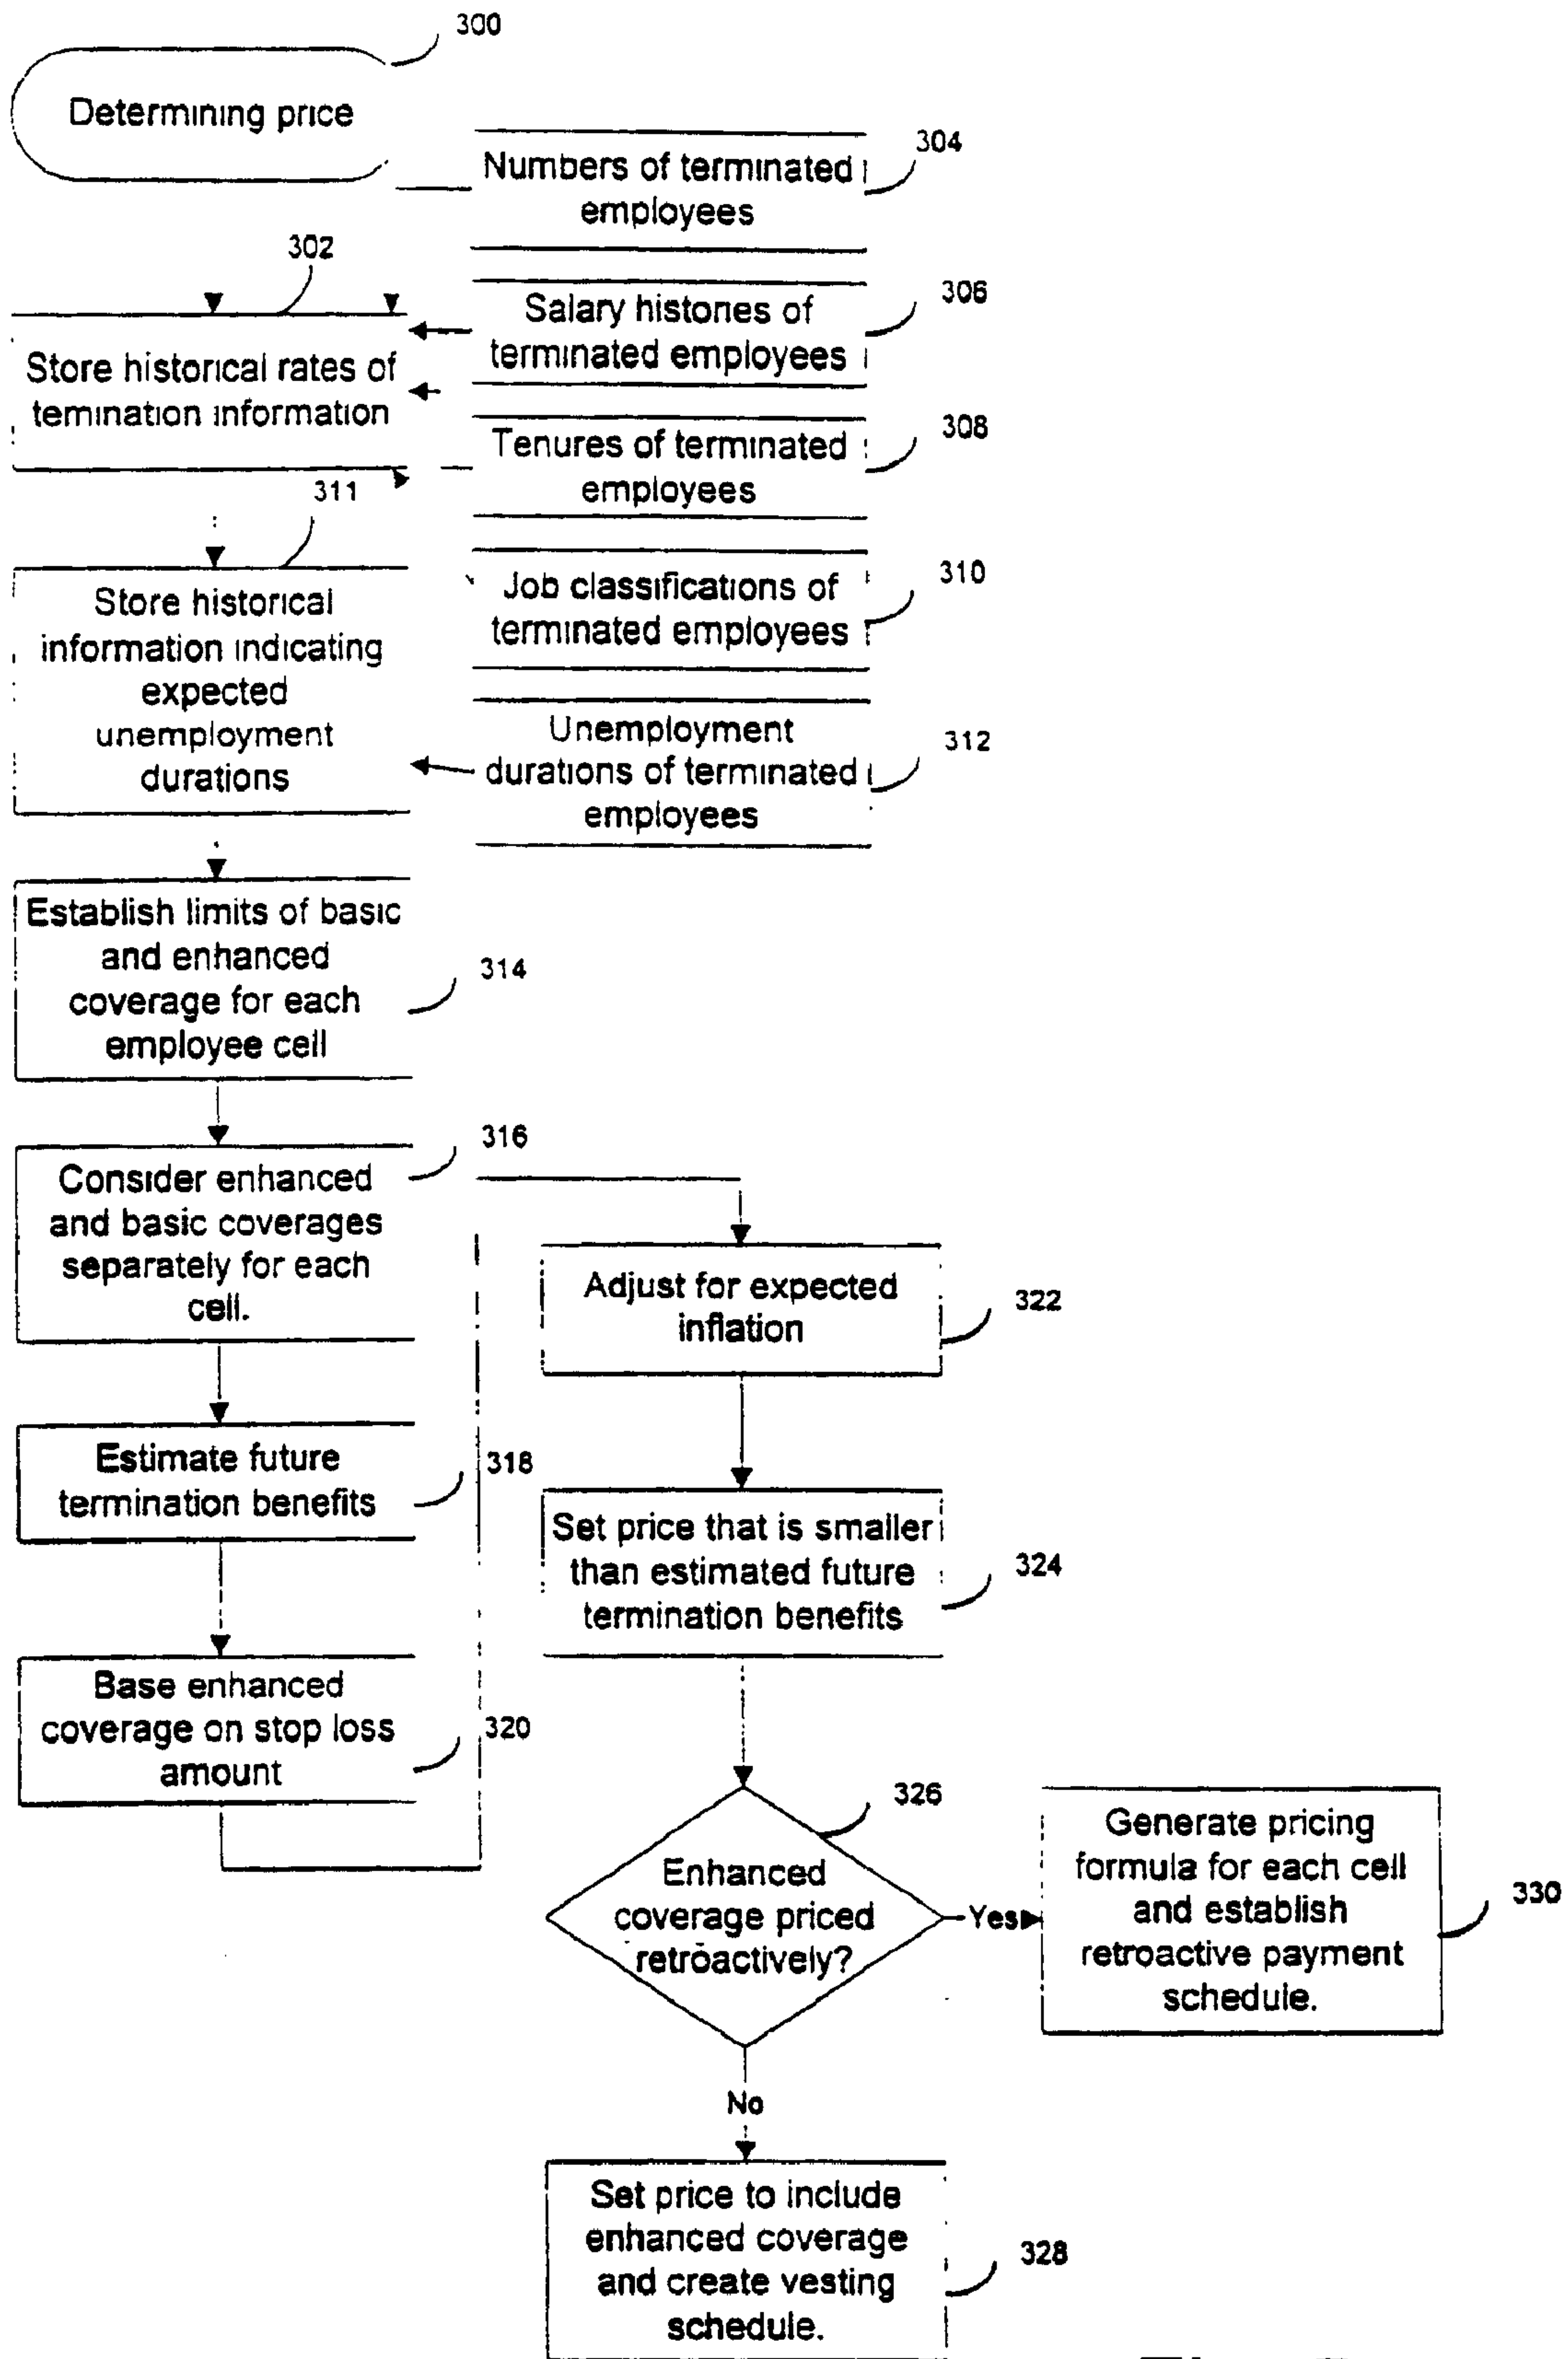 300
Determining price
Numbers of terminated
employees
304
302
Store historical rates of
temination information
Salary histories of
terminated employees
306
Tenures of terminated
employees
308
311
Store historical
information indicating
expected
unemployment
durations
Job classifications of
terminated employees
310
Unemployment
durations of terminated
employees
312
Establish limits of basic
and enhanced
coverage for each
employee cell
314
Consider enhanced
and basic coverages
separately for each
cell.
316
Estimate future
termination benefits
318
Base enhanced
coverage on stop loss
amount
320
Adjust for expected
inflation
322
Set price that is smaller
than estimated future
termination benefits
324
Enhanced
coverage priced
retroactively?
326
Yes
Generate pricing
formula for each cell
and establish
retroactive payment
schedule.
330
No
Set price to include
enhanced coverage
and create vesting
schedule.
328